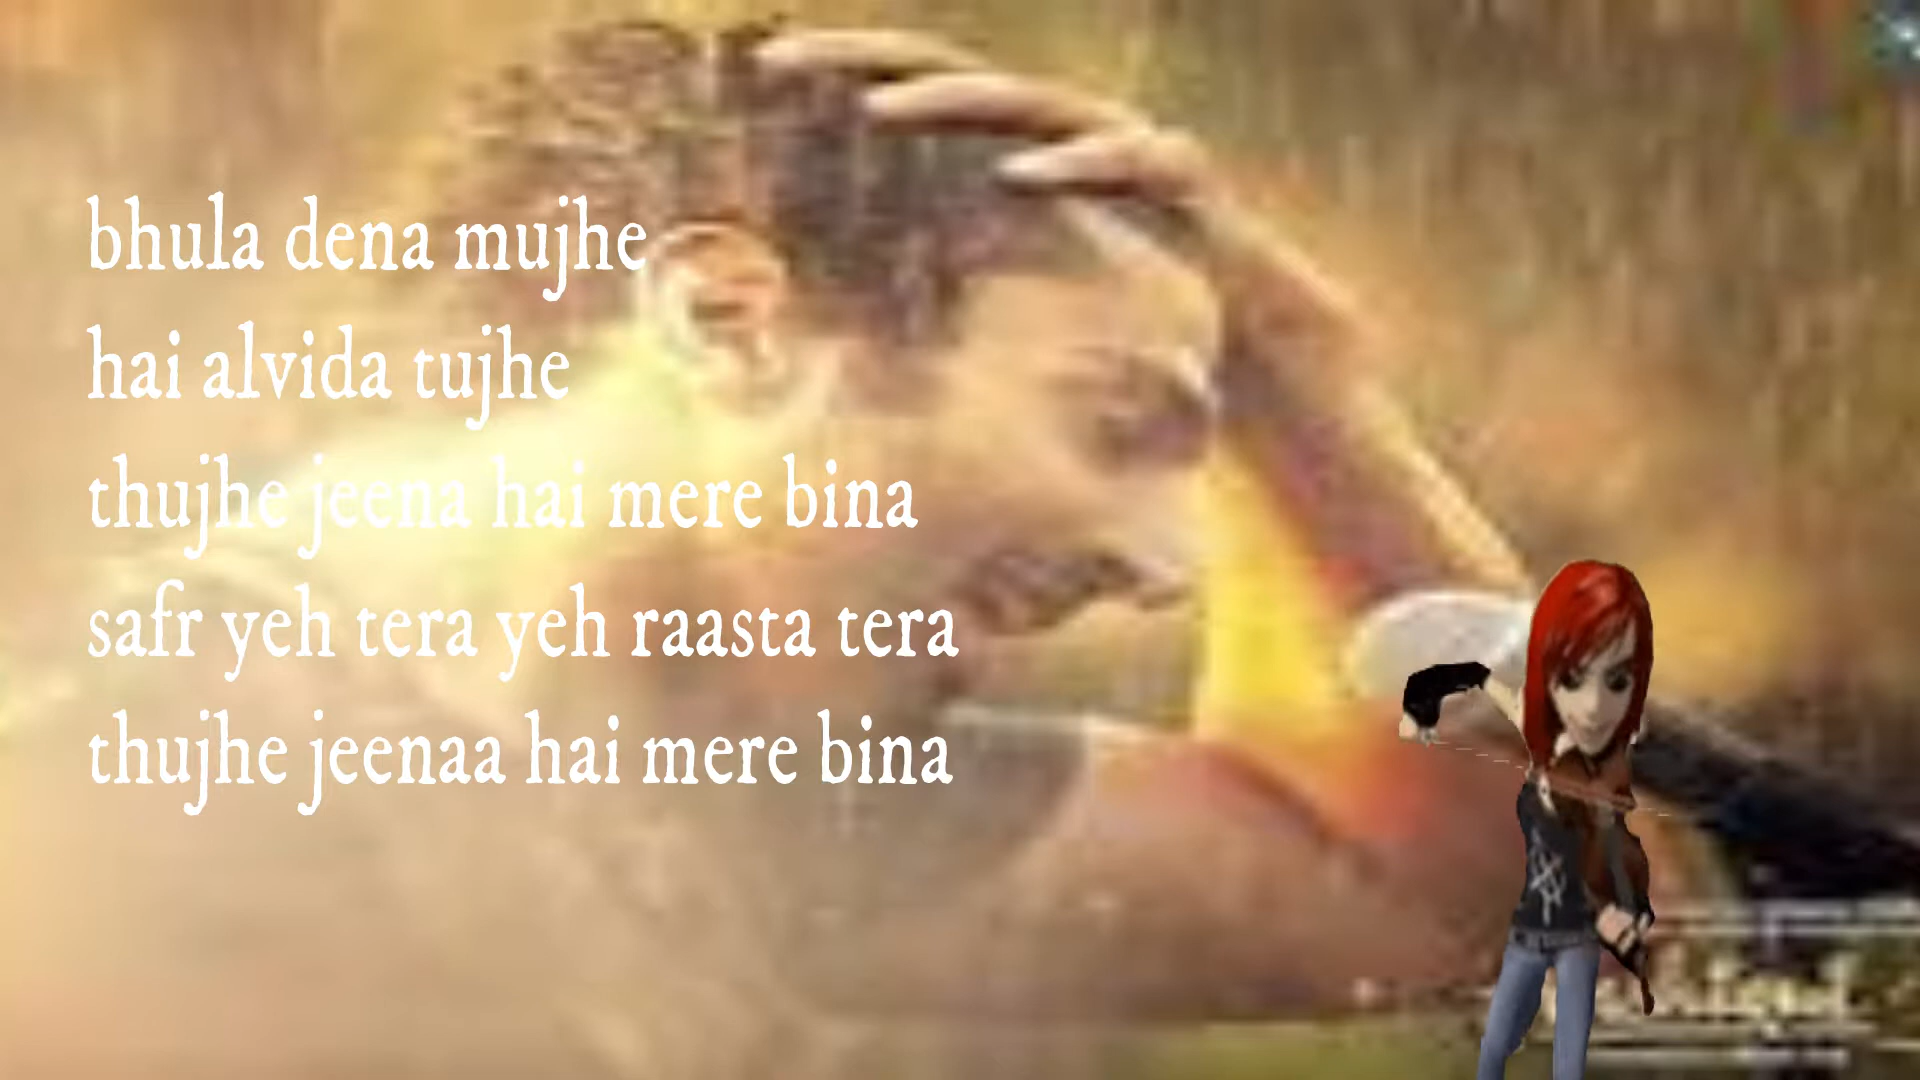 bhula dena mujhe
hai alvida tujhe
thujhe jeena hai mere bina
safr yeh tera yeh raasta tera
thujhe jeenaa hai mere bina